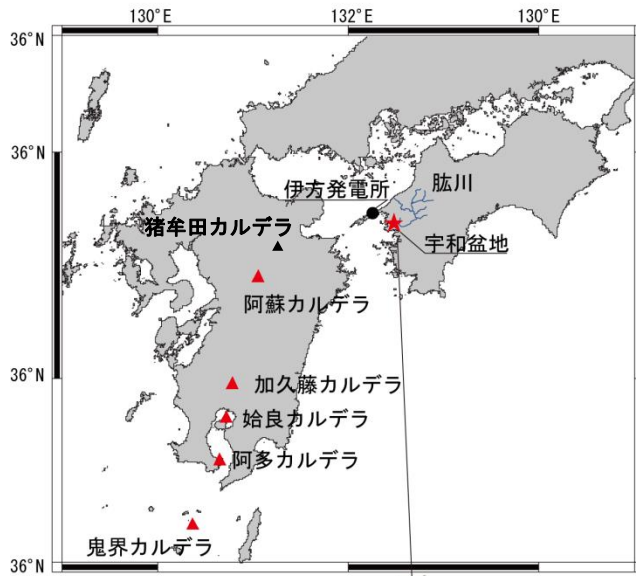 130°E
132°E
130°E
36°N
36°N
伊方発電所
肱川
猪牟田カルデラ
宇和盆地
阿蘇カルデラ
36°N
加久藤カルデラ
姶良カルデラ
阿多カルデラ
鬼界カルデラ
36°N